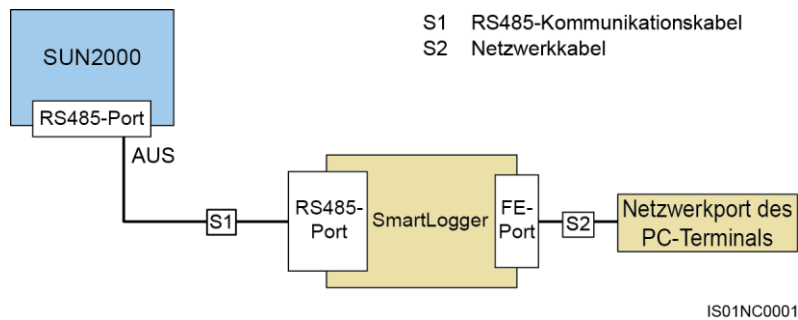 S1 RS485-Kommunikationskabel
S2 Netzwerkkabel
SUN2000
RS485-Port
AUS
S1
RS485-
Port
SmartLogger
FE-
Port
S2
Netzwerkport des
PC-Terminals
IS01NC0001